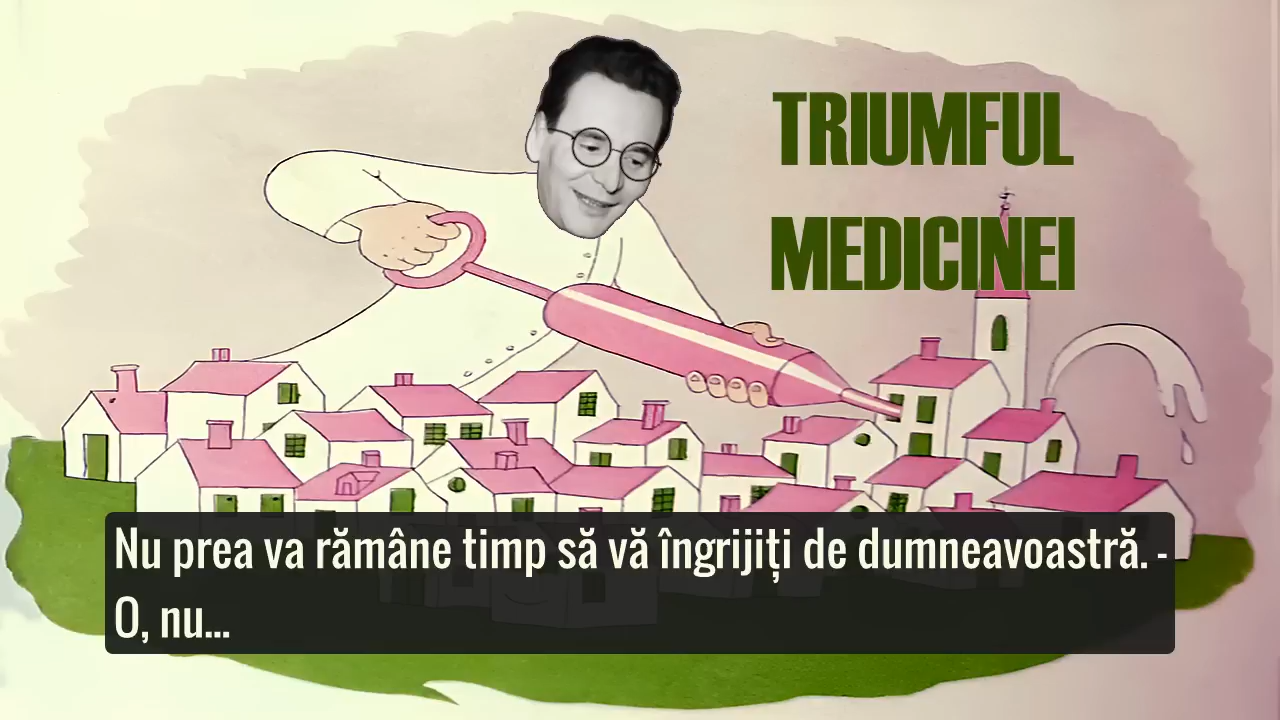 TRIUMFUL
MEDICINEI
Nu prea va rămâne timp să vă îngrijiți de dumneavoastră. -
O, nu...